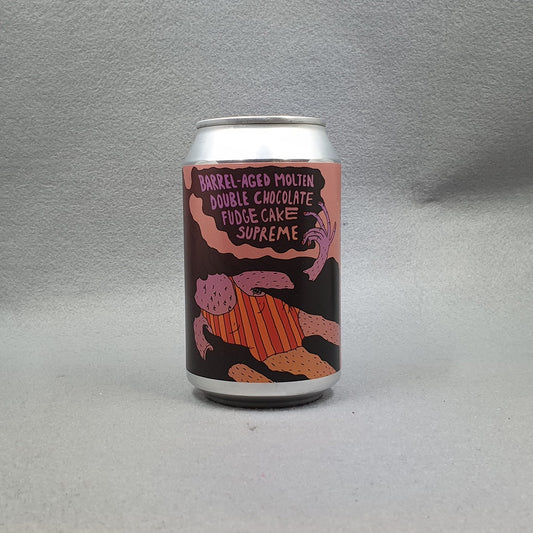 BARREL-AGED MOLTEN
DOUBLE CHOCOLATE
FUDGE CAKE
SUPREME